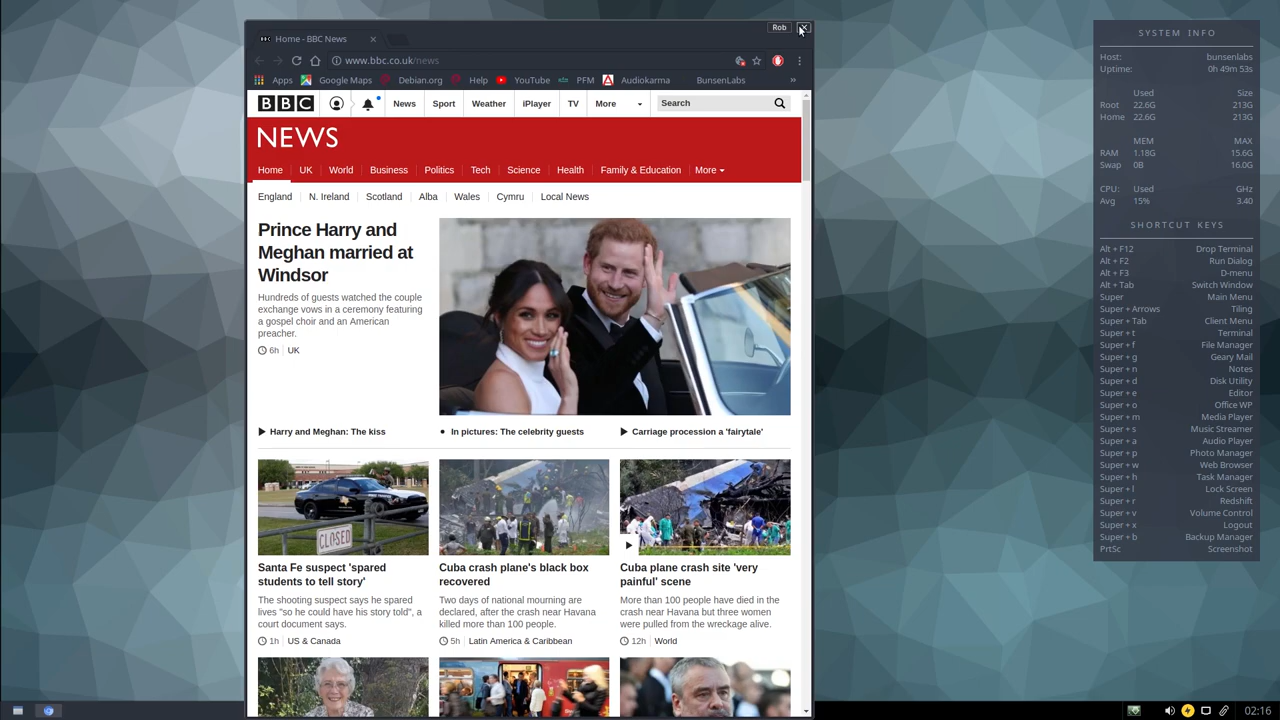 Rob
Home - BBC News
www.bbc.co.uk/news
Apps
Google Maps
Debian.org
Help
YouTube
PFM
Audiokarma
BunsenLabs
»
BBC
News
Sport
Weather
iPlayer
TV
More
Search
NEWS
Home
UK
World
Business
Politics
Tech
Science
Health
Family & Education
More
England
N. Ireland
Scotland
Alba
Wales
Cymru
Local News
Prince Harry and
Meghan married at
Windsor
Hundreds of guests watched the couple
exchange vows in a ceremony featuring
a gospel choir and an American
preacher.
6h UK
Harry and Meghan: The kiss
In pictures: The celebrity guests
Carriage procession a 'fairytale'
CLOSED
Santa Fe suspect 'spared
students to tell story'
The shooting suspect says he spared
lives "so he could have his story told", a
court document says.
1h US & Canada
Cuba crash plane's black box
recovered
Two days of national mourning are
declared, after the crash near Havana
killed more than 100 people.
5h Latin America & Caribbean
Cuba plane crash site 'very
painful' scene
More than 100 people have died in the
crash near Havana but three women
were pulled from the wreckage alive.
12h World
SYSTEM INFO
Host: bunsenlabs
Uptime: 0h 49m 53s
Used Size
Root 22.6G 213G
Home 22.6G 213G
MEM MAX
RAM 1.18G 15.6G
Swap 0B 16.0G
CPU: Used GHz
Avg 15% 3.40
SHORTCUT KEYS
Alt + F12 Drop Terminal
Alt + F2 Run Dialog
Alt + F3 D-menu
Alt + Tab Switch Window
Super Main Menu
Super + Arrows Tiling
Super + Tab Client Menu
Super + t Terminal
Super + f File Manager
Super + g Geary Mail
Super + n Notes
Super + d Disk Utility
Super + e Editor
Super + o Office WP
Super + m Media Player
Super + s Music Streamer
Super + a Audio Player
Super + p Photo Manager
Super + w Web Browser
Super + h Task Manager
Super + l Lock Screen
Super + r Redshift
Super + v Volume Control
Super + x Logout
Super + b Backup Manager
PrtSc Screenshot
02:16